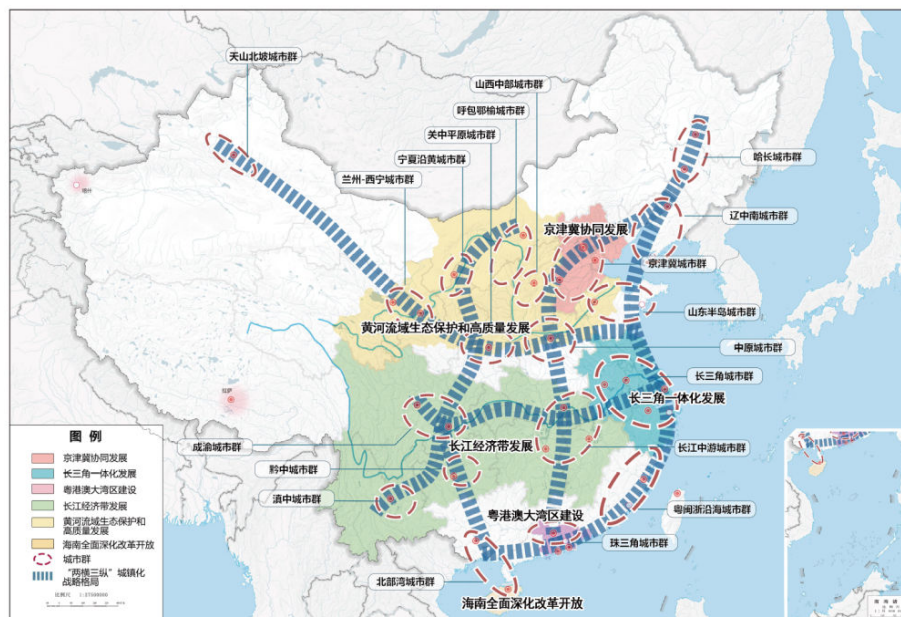 天山北坡城市群
山西中部城市群
呼包鄂榆城市群
关中平原城市群
宁夏沿黄城市群
兰州-西宁城市群
哈长城市群
辽中南城市群
京津冀协同发展
京津冀城市群
山东半岛城市群
黄河流域生态保护和高质量发展
中原城市群
长三角城市群
长三角一体化发展
成渝城市群
长江经济带发展
长江中游城市群
黔中城市群
滇中城市群
粤港澳大湾区建设
粤闽浙沿海城市群
珠三角城市群
北部湾城市群
海南全面深化改革开放
喀什
拉萨
图例
京津冀协同发展
长三角一体化发展
粤港澳大湾区建设
长江经济带发展
黄河流域生态保护和
高质量发展
海南全面深化改革开放
城市群
“两横三纵”城镇化
战略格局